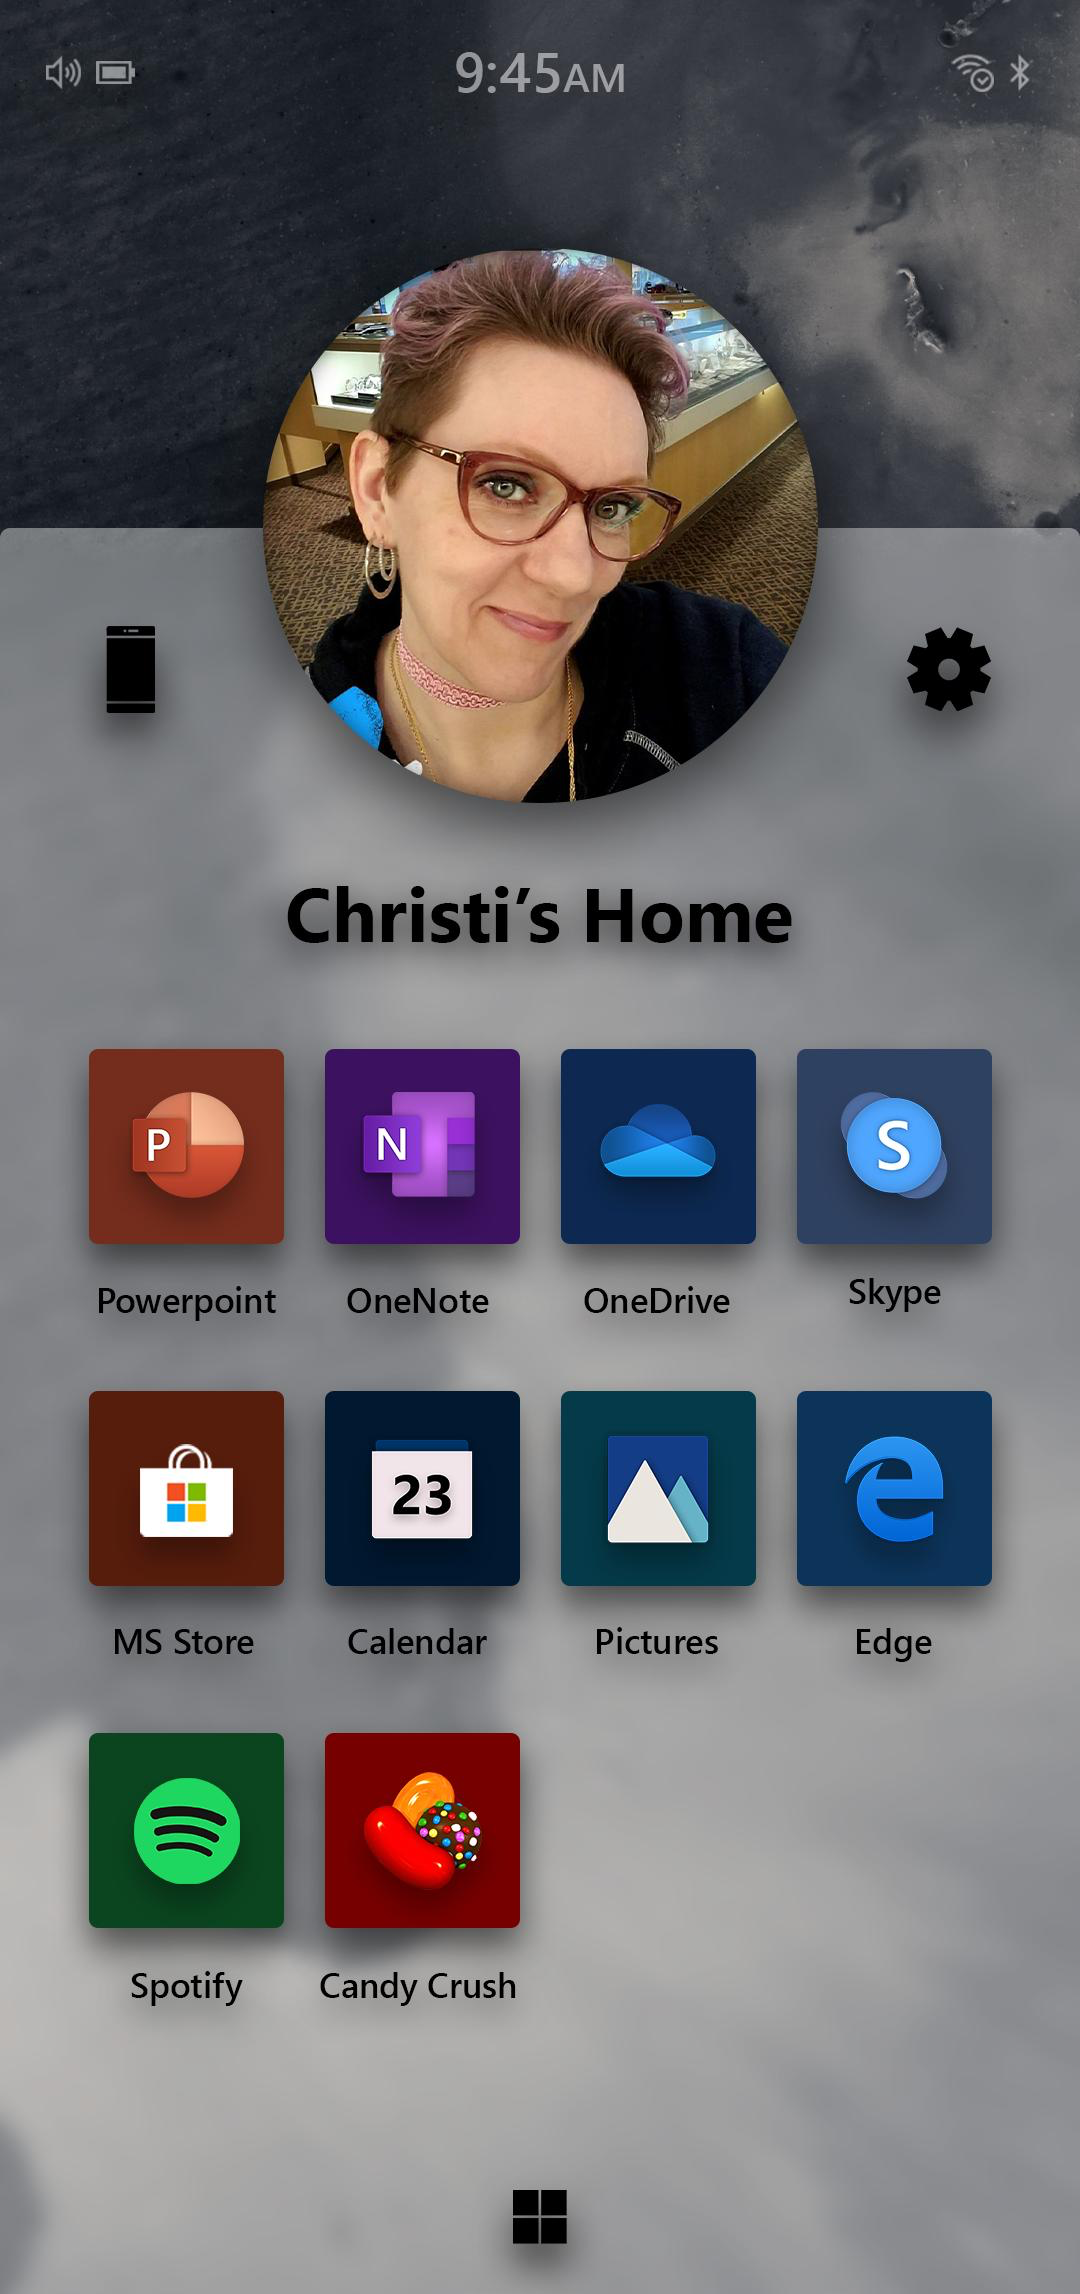 9:45AM
Christi's Home
P
N
S
Powerpoint
OneNote
OneDrive
Skype
23
MS Store
Calendar
Pictures
Edge
Spotify
Candy Crush